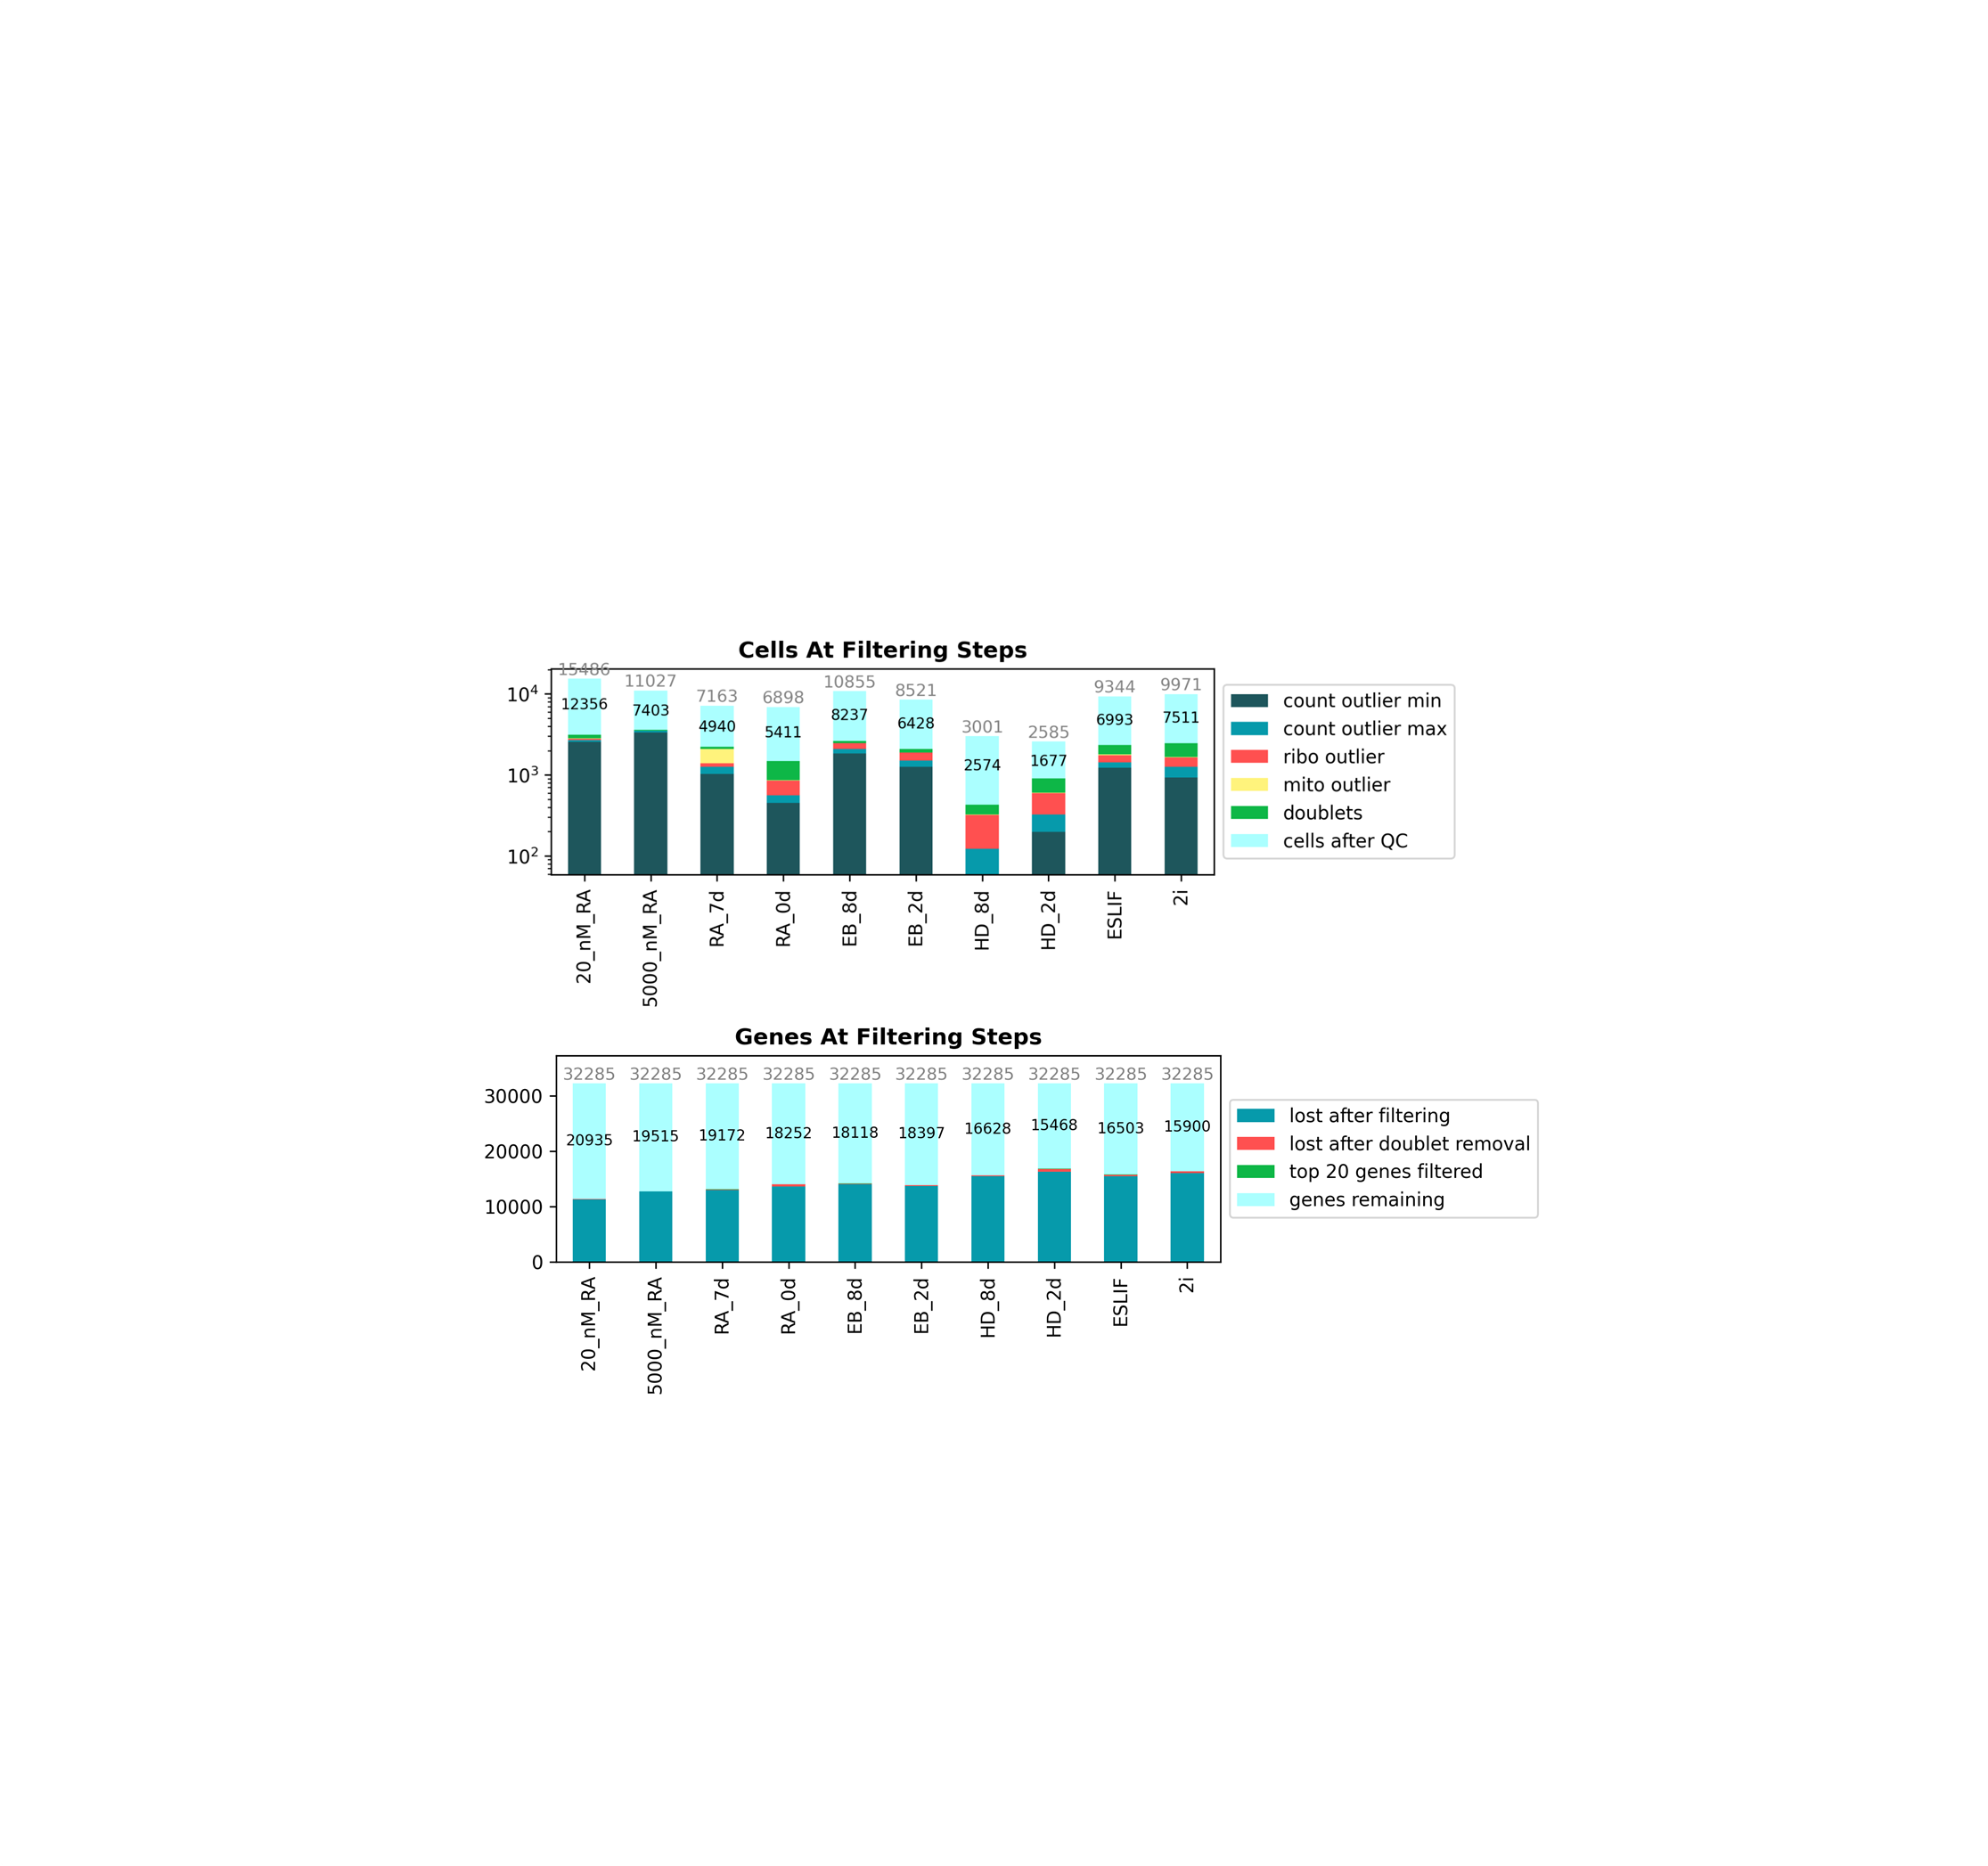 Cells At Filtering Steps
15486 11027 7163 6898 10855 8521 3001 2585 9344 9971
12356 7403 4940 5411 8237 6428 2574 1677 6993 7511
10⁴
10³
10²
count outlier min
count outlier max
ribo outlier
mito outlier
doublets
cells after QC
20_nM_RA
5000_nM_RA
RA_7d
RA_0d
EB_8d
EB_2d
HD_8d
HD_2d
ESLIF
2i
Genes At Filtering Steps
32285 32285 32285 32285 32285 32285 32285 32285 32285 32285
20935 19515 19172 18252 18118 18397 16628 15468 16503 15900
30000
20000
10000
0
lost after filtering
lost after doublet removal
top 20 genes filtered
genes remaining
20_nM_RA
5000_nM_RA
RA_7d
RA_0d
EB_8d
EB_2d
HD_8d
HD_2d
ESLIF
2i